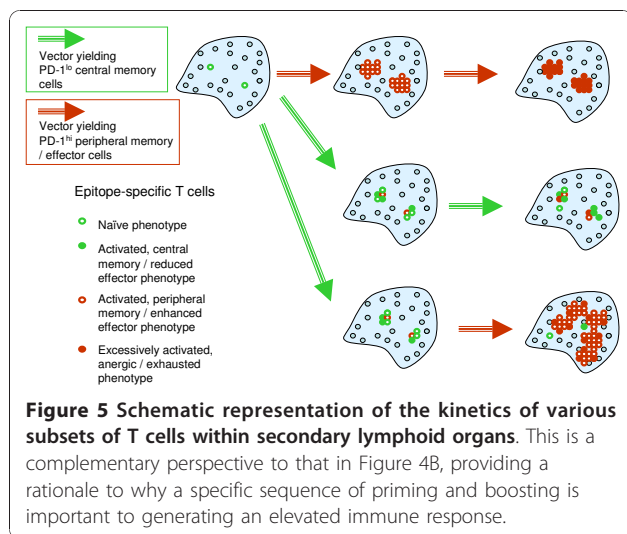 Vector yielding
PD-1lo central memory
cells
Vector yielding
PD-1hi peripheral memory
/ effector cells
Epitope-specific T cells
Naïve phenotype
Activated, central
memory / reduced
effector phenotype
Activated, peripheral
memory / enhanced
effector phenotype
Excessively activated,
anergic / exhausted
phenotype
Figure 5 Schematic representation of the kinetics of various
subsets of T cells within secondary lymphoid organs. This is a
complementary perspective to that in Figure 4B, providing a
rationale to why a specific sequence of priming and boosting is
important to generating an elevated immune response.